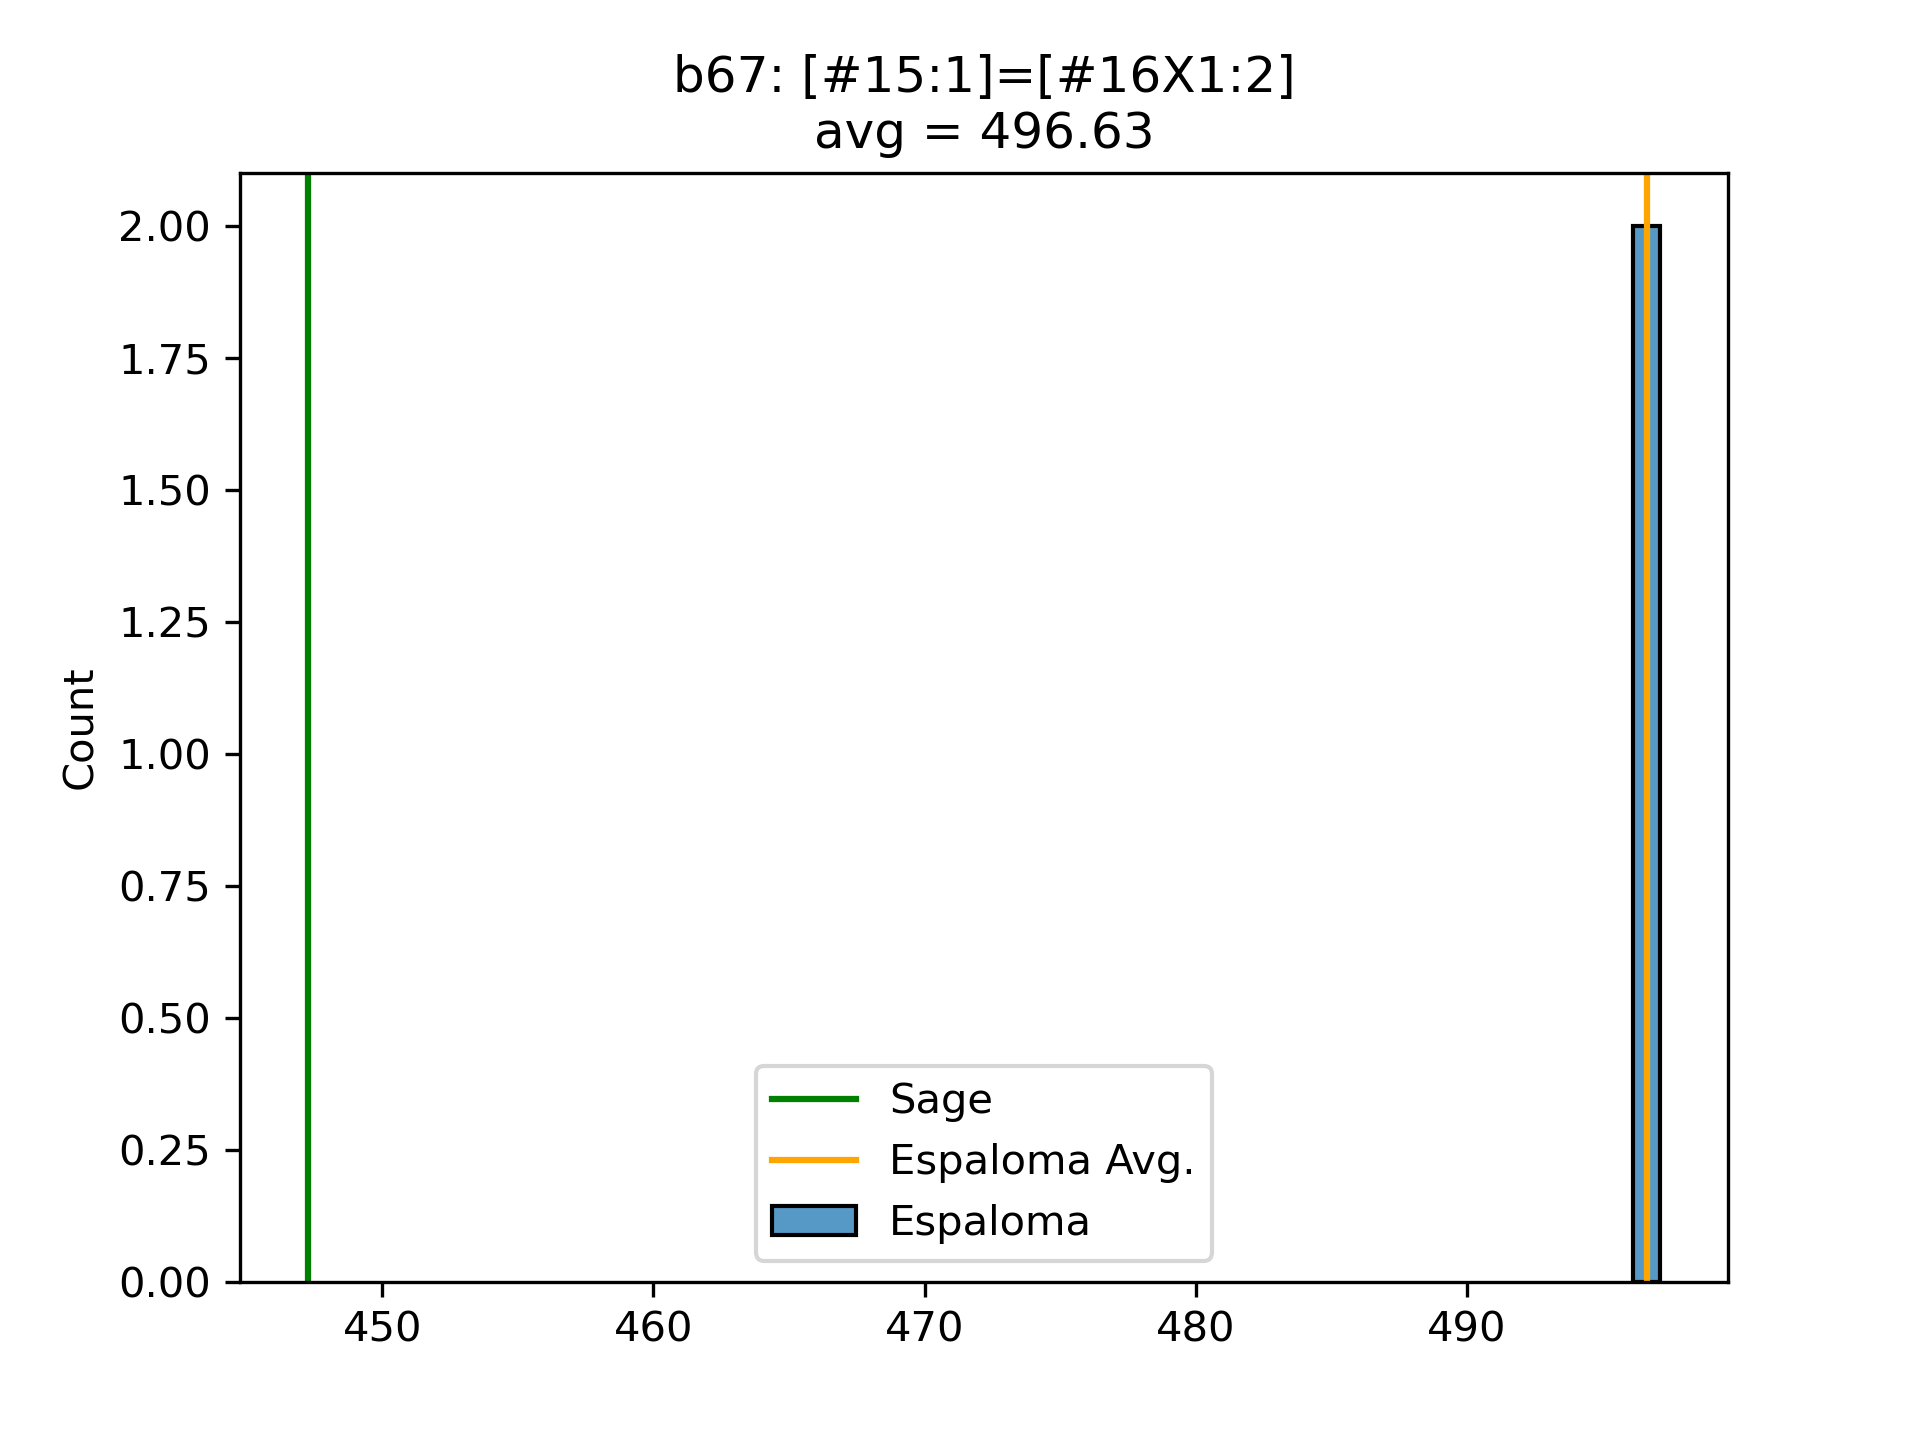 b67: [#15:1]=[#16X1:2]
avg = 496.63
2.00
1.75
1.50
1.25
1.00
0.75
0.50
0.25
0.00
Count
450 460 470 480 490
Sage
Espaloma Avg.
Espaloma